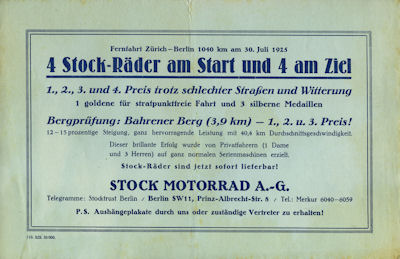 Fernfahrt Zürich—Berlin 1040 km am 30. Juli 1925
4 Stock-Räder am Start und 4 am Ziel
1., 2., 3. und 4. Preis trotz schlechter Straßen und Witterung
1 goldene für strafpunktfreie Fahrt und 3 silberne Medaillen
Bergprüfung: Bahrener Berg (3,9 km) — 1., 2. u. 3. Preis!
12—15 prozentige Steigung, ganz hervorragende Leistung mit 40,4 km Durchschnittsgeschwindigkeit.
Dieser brillante Erfolg wurde von Privatfahrern (1 Dame
und 3 Herren) auf ganz normalen Serienmaschinen erzielt.
Stock-Räder sind jetzt sofort lieferbar!
STOCK MOTORRAD A.-G.
Telegramme: Stocktrust Berlin / Berlin SW11, Prinz-Albrecht-Str. 8 / Tel.: Merkur 6040—6059
P.S. Aushängeplakate durch uns oder zuständige Vertreter zu erhalten!